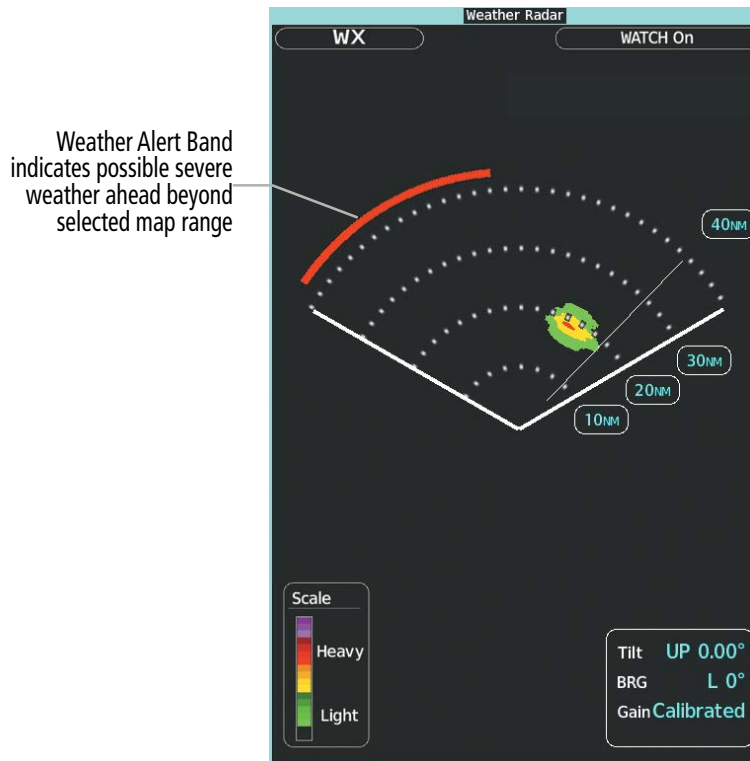 Weather Radar
WX
WATCH On
Weather Alert Band
indicates possible severe
weather ahead beyond
selected map range
40NM
30NM
20NM
10NM
Scale
Heavy
Light
Tilt UP 0.00°
BRG L 0°
Gain Calibrated